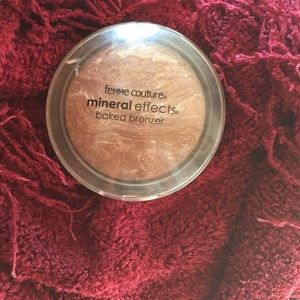 femme couture®
mineral effects®
baked bronzer